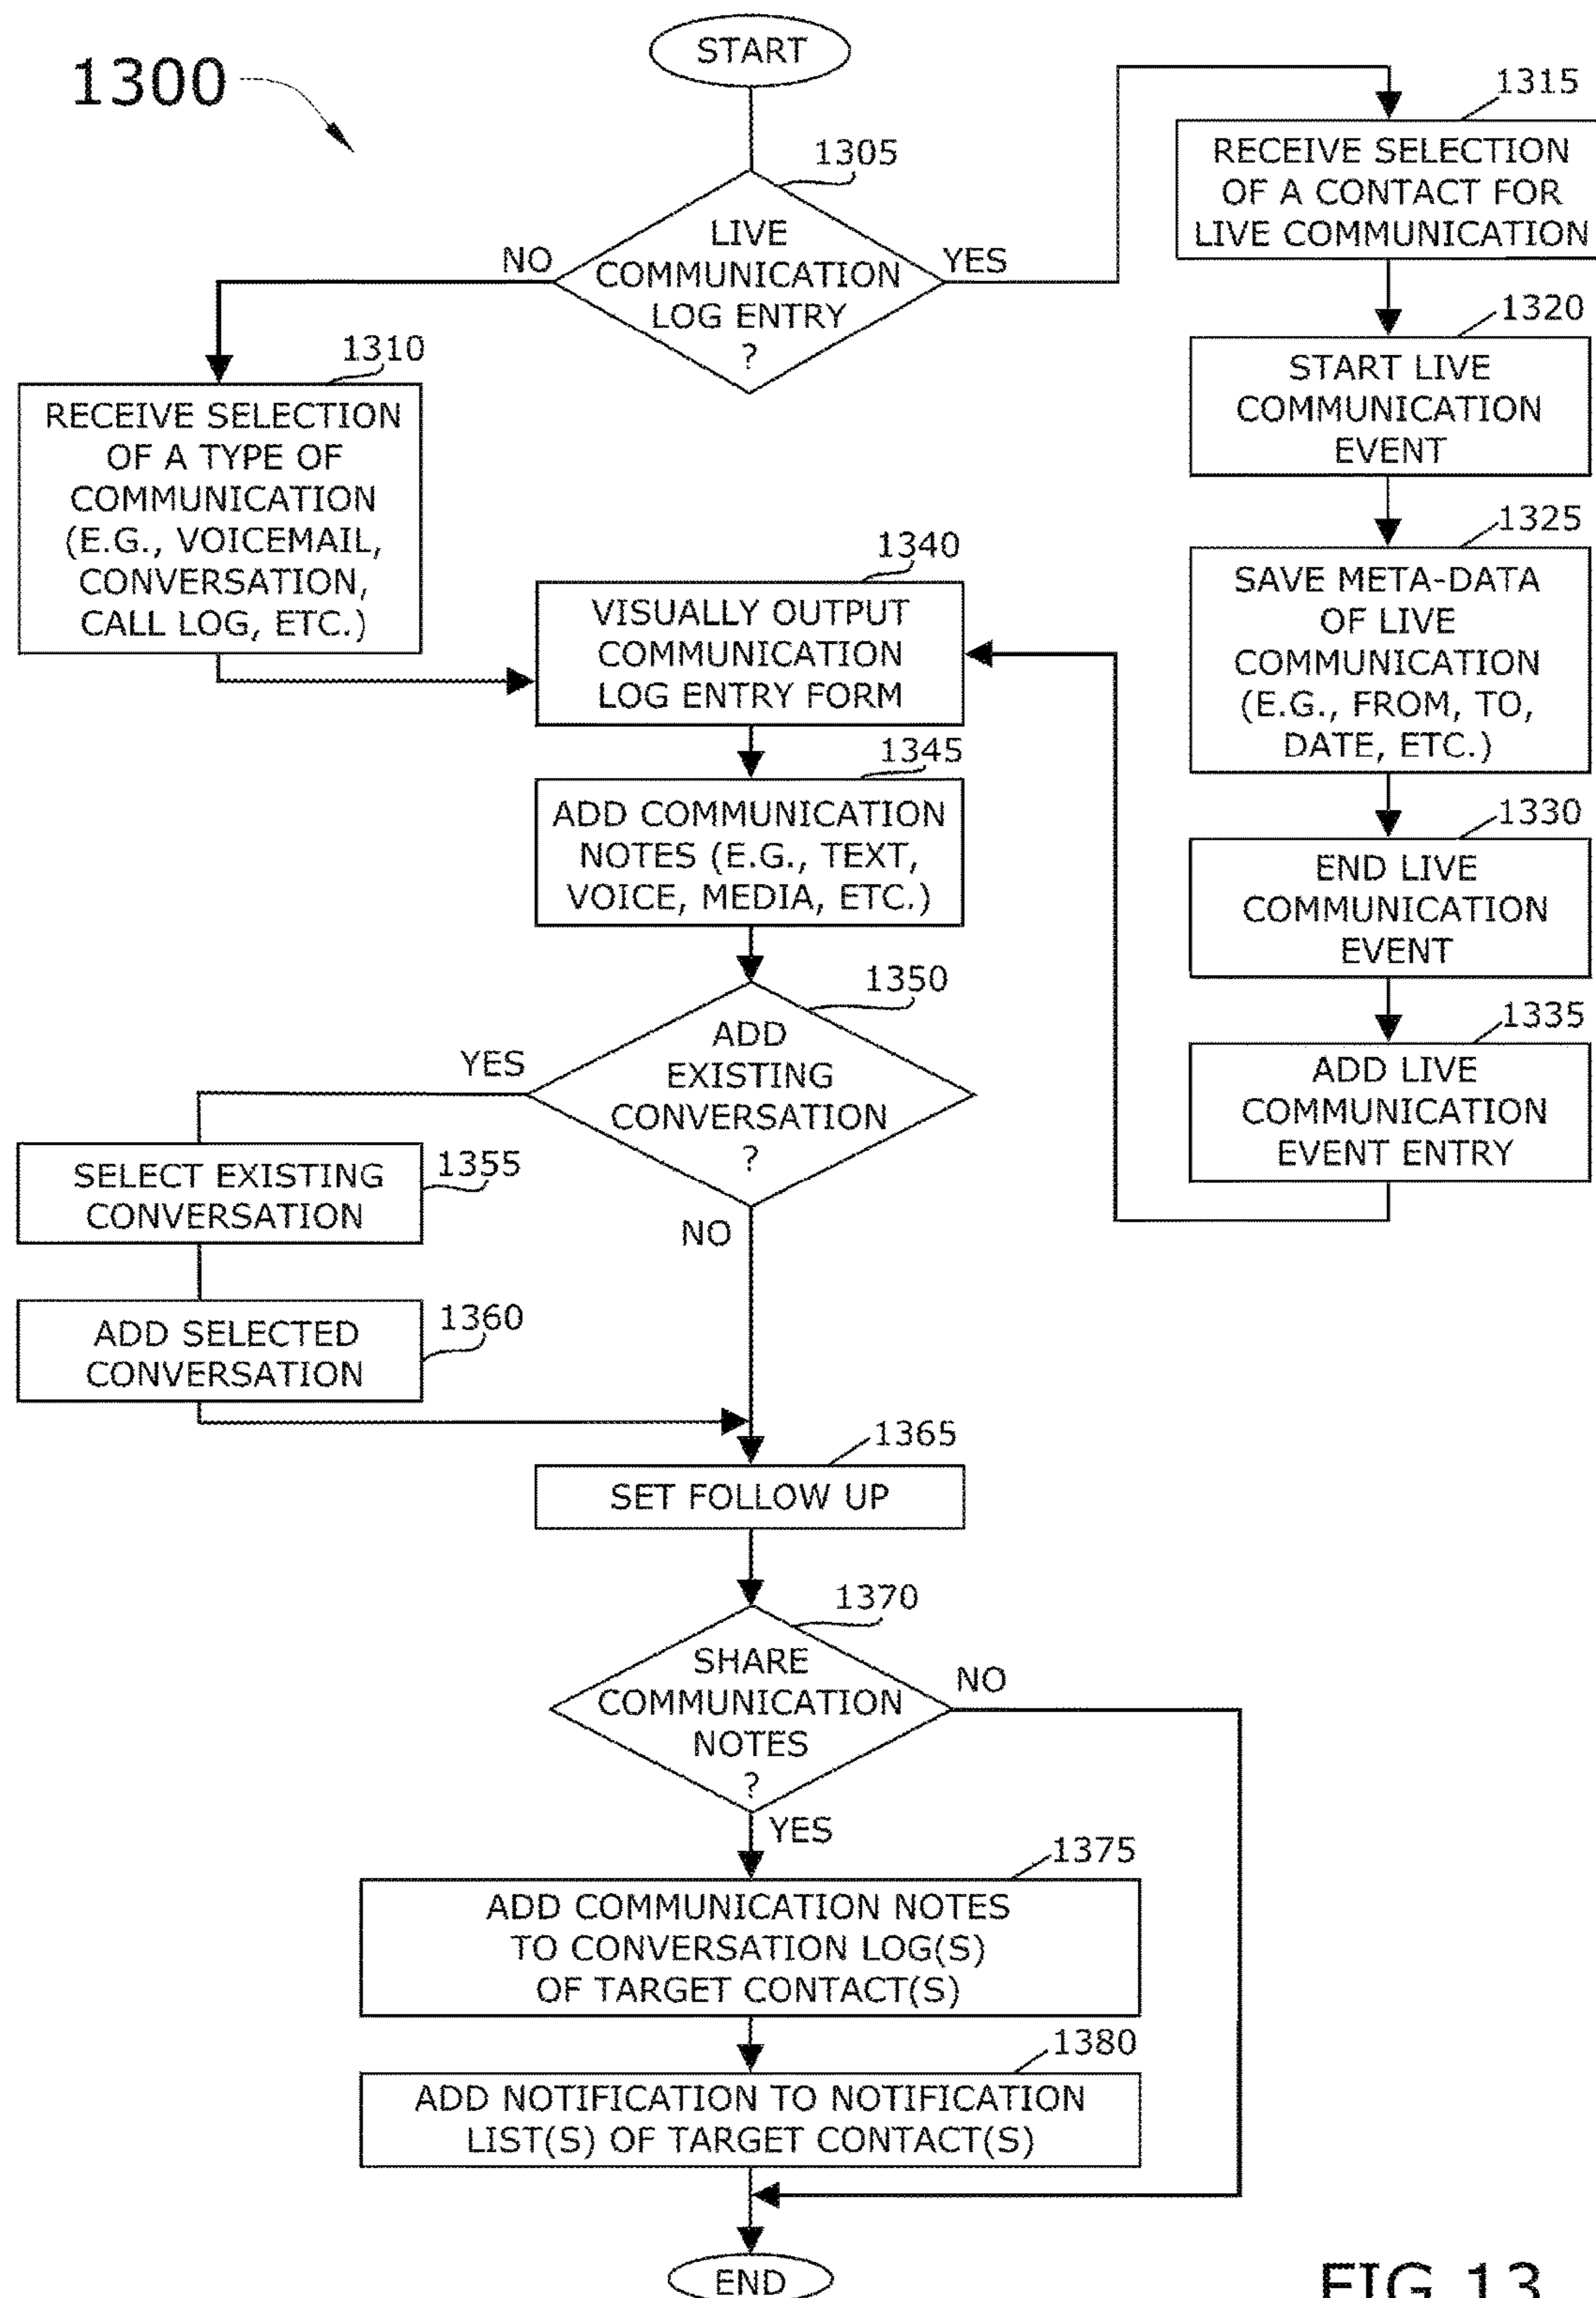 1300
START
1305
LIVE
COMMUNICATION
LOG ENTRY
?
NO
YES
1310
RECEIVE SELECTION
OF A TYPE OF
COMMUNICATION
(E.G., VOICEMAIL,
CONVERSATION,
CALL LOG, ETC.)
1315
RECEIVE SELECTION
OF A CONTACT FOR
LIVE COMMUNICATION
1320
START LIVE
COMMUNICATION
EVENT
1325
SAVE META-DATA
OF LIVE
COMMUNICATION
(E.G., FROM, TO,
DATE, ETC.)
1330
END LIVE
COMMUNICATION
EVENT
1335
ADD LIVE
COMMUNICATION
EVENT ENTRY
1340
VISUALLY OUTPUT
COMMUNICATION
LOG ENTRY FORM
1345
ADD COMMUNICATION
NOTES (E.G., TEXT,
VOICE, MEDIA, ETC.)
1350
ADD
EXISTING
CONVERSATION
?
YES
NO
1355
SELECT EXISTING
CONVERSATION
1360
ADD SELECTED
CONVERSATION
1365
SET FOLLOW UP
1370
SHARE
COMMUNICATION
NOTES
?
NO
YES
1375
ADD COMMUNICATION NOTES
TO CONVERSATION LOG(S)
OF TARGET CONTACT(S)
1380
ADD NOTIFICATION TO NOTIFICATION
LIST(S) OF TARGET CONTACT(S)
END
FIG 13